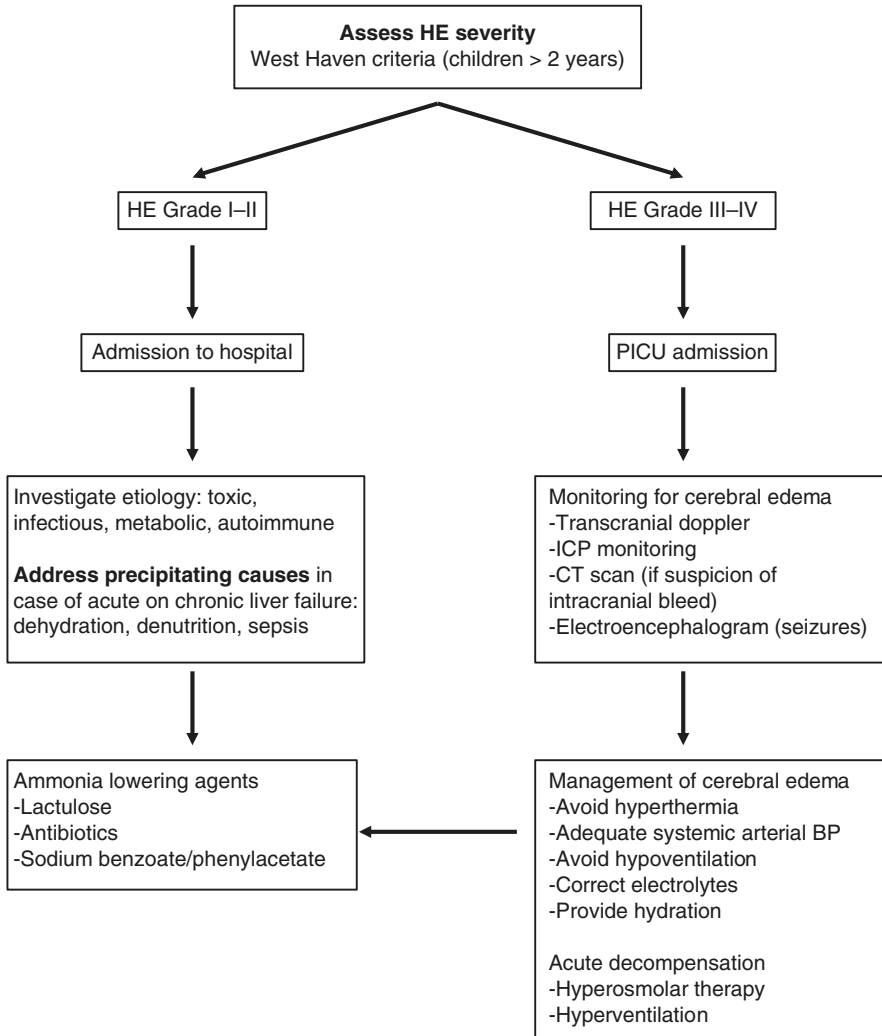 Assess HE severity
West Haven criteria (children > 2 years)
HE Grade I–II
HE Grade III–IV
Admission to hospital
PICU admission
Investigate etiology: toxic,
infectious, metabolic, autoimmune
Address precipitating causes in
case of acute on chronic liver failure:
dehydration, denutrition, sepsis
Monitoring for cerebral edema
-Transcranial doppler
-ICP monitoring
-CT scan (if suspicion of
intracranial bleed)
-Electroencephalogram (seizures)
Ammonia lowering agents
-Lactulose
-Antibiotics
-Sodium benzoate/phenylacetate
Management of cerebral edema
-Avoid hyperthermia
-Adequate systemic arterial BP
-Avoid hypoventilation
-Correct electrolytes
-Provide hydration
Acute decompensation
-Hyperosmolar therapy
-Hyperventilation